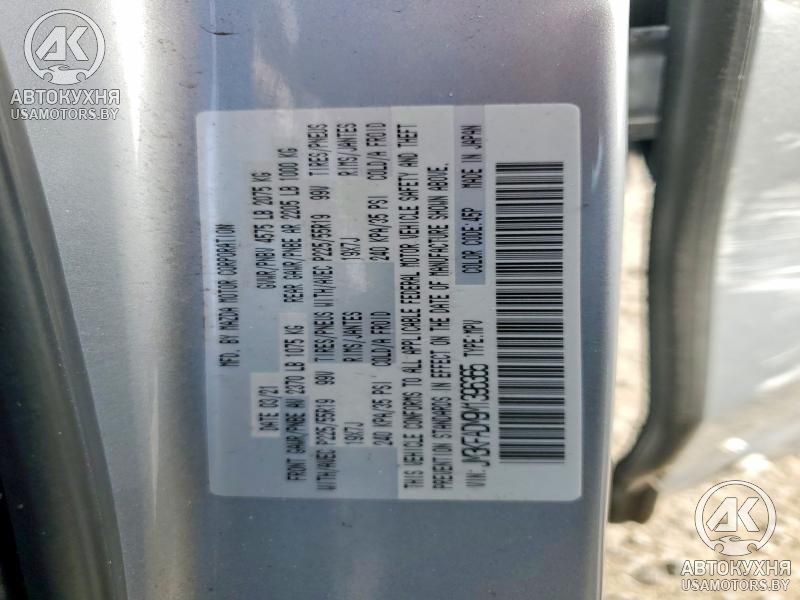 AK
АВТОКУХНЯ
USAMOTORS.BY
MFD. BY MAZDA MOTOR CORPORATION
DATE 03/21 GVWR/PNBV 4575 LB 2075 KG
FRONT GAWR/PNBE AV 2370 LB 1075 KG REAR GAWR/PNBE AR 2205 LB 1000 KG
WITH/AVEC P225/55R19 99V TIRES/PNEUS WITH/AVEC P225/55R19 99V TIRES/PNEUS
19X7J RIMS/JANTES 19X7J RIMS/JANTES
240 KPA/35 PSI COLD/A FROID 240 KPA/35 PSI COLD/A FROID
THIS VEHICLE CONFORMS TO ALL APPLICABLE FEDERAL MOTOR VEHICLE SAFETY AND THEFT
PREVENTION STANDARDS IN EFFECT ON THE DATE OF MANUFACTURE SHOWN ABOVE.
VIN: TYPE:MPV COLOR CODE:45P MADE IN JAPAN
AK
АВТОКУХНЯ
USAMOTORS.BY